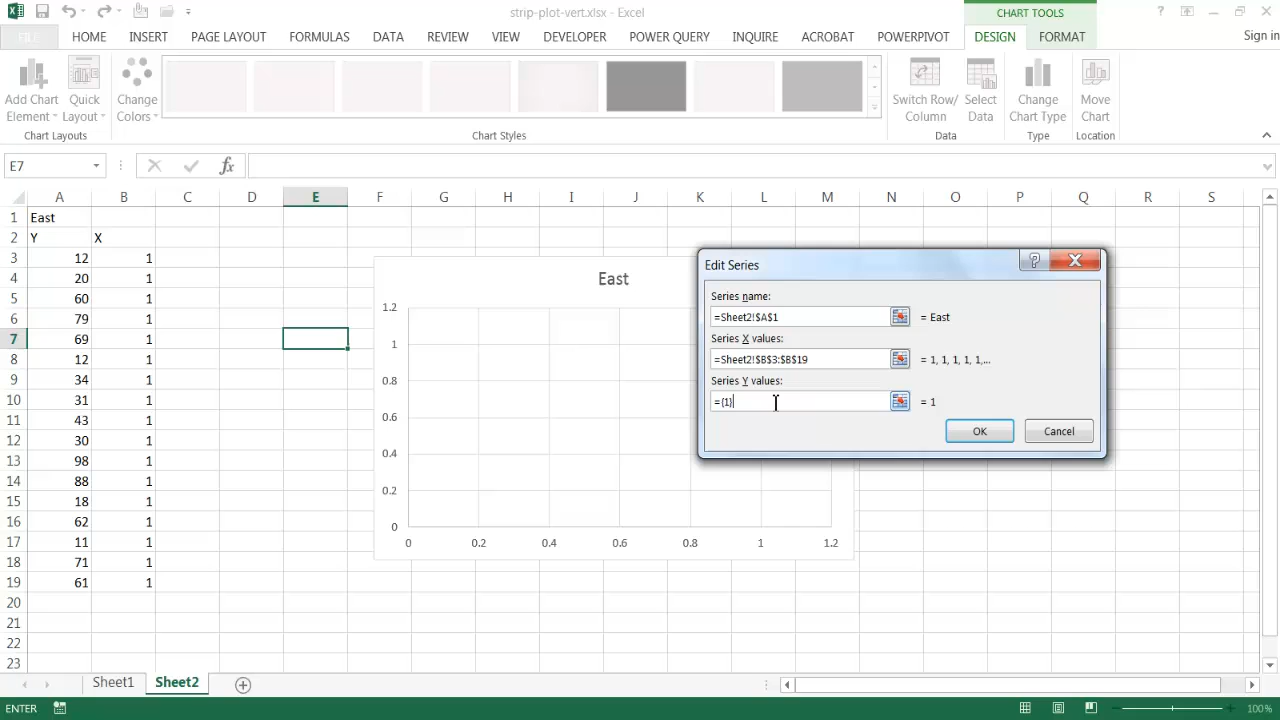 strip-plot-vert.xlsx - Excel
CHART TOOLS
FILE HOME INSERT PAGE LAYOUT FORMULAS DATA REVIEW VIEW DEVELOPER POWER QUERY INQUIRE ACROBAT POWERPIVOT DESIGN FORMAT Sign in
Add Chart Element
Quick Layout
Change Colors
Switch Row/ Column
Select Data
Change Chart Type
Move Chart
Chart Layouts Chart Styles Data Type Location
E7 fx
A B C D E F G H I J K L M N O P Q R S
1 East
2 Y X
3 12 1
4 20 1
5 60 1
6 79 1
7 69 1
8 12 1
9 34 1
10 31 1
11 43 1
12 30 1
13 98 1
14 88 1
15 18 1
16 62 1
17 11 1
18 71 1
19 61 1
20
21
22
23
East
1.2
1
0.8
0.6
0.4
0.2
0
0 0.2 0.4 0.6 0.8 1 1.2
Edit Series
?
Series name:
=Sheet2!$A$1 = East
Series X values:
=Sheet2!$B$3:$B$19 = 1, 1, 1, 1, 1,...
Series Y values:
={1} = 1
OK Cancel
Sheet1 Sheet2
ENTER 100%